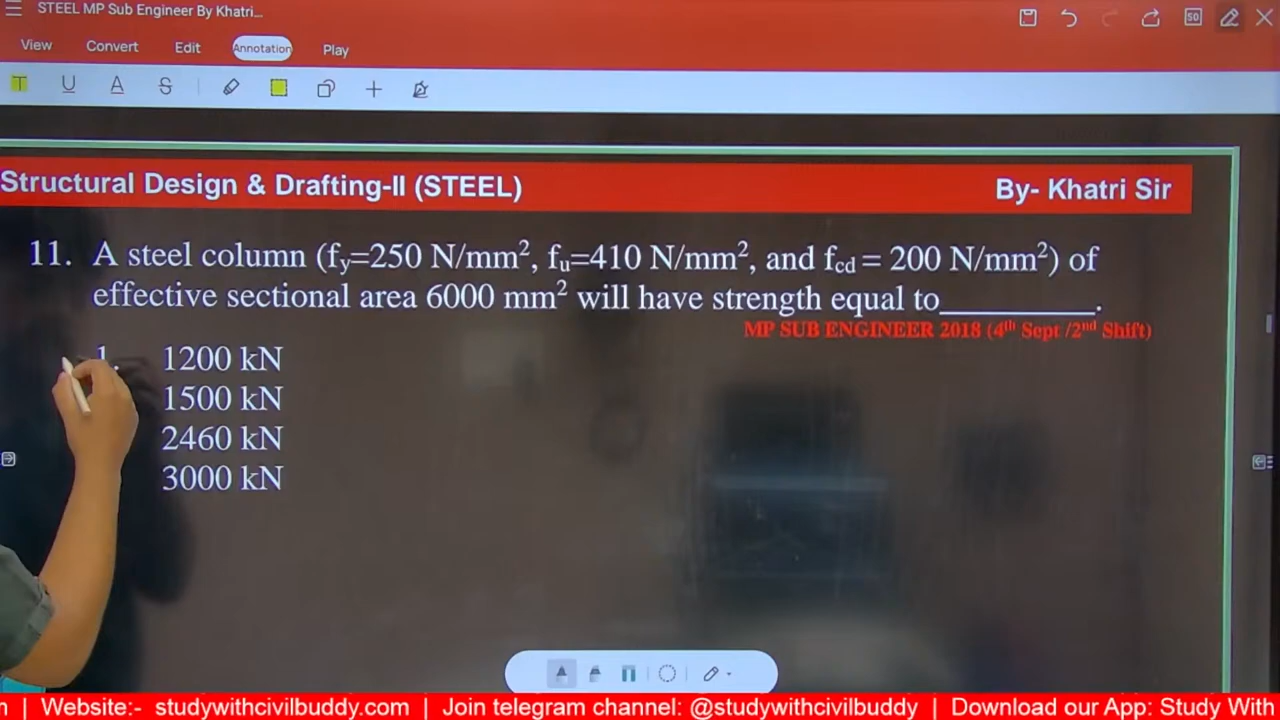 STEEL MP Sub Engineer By Khatri...
50
View Convert Edit Annotation Play
T U A S
Structural Design & Drafting-II (STEEL) By- Khatri Sir
11. A steel column (fy=250 N/mm², fu=410 N/mm², and fcd = 200 N/mm²) of
effective sectional area 6000 mm² will have strength equal to__________.
MP SUB ENGINEER 2018 (4th Sept /2nd Shift)
1. 1200 kN
1500 kN
2460 kN
3000 kN
| Website:- studywithcivilbuddy.com | Join telegram channel: @studywithcivilbuddy | Download our App: Study With